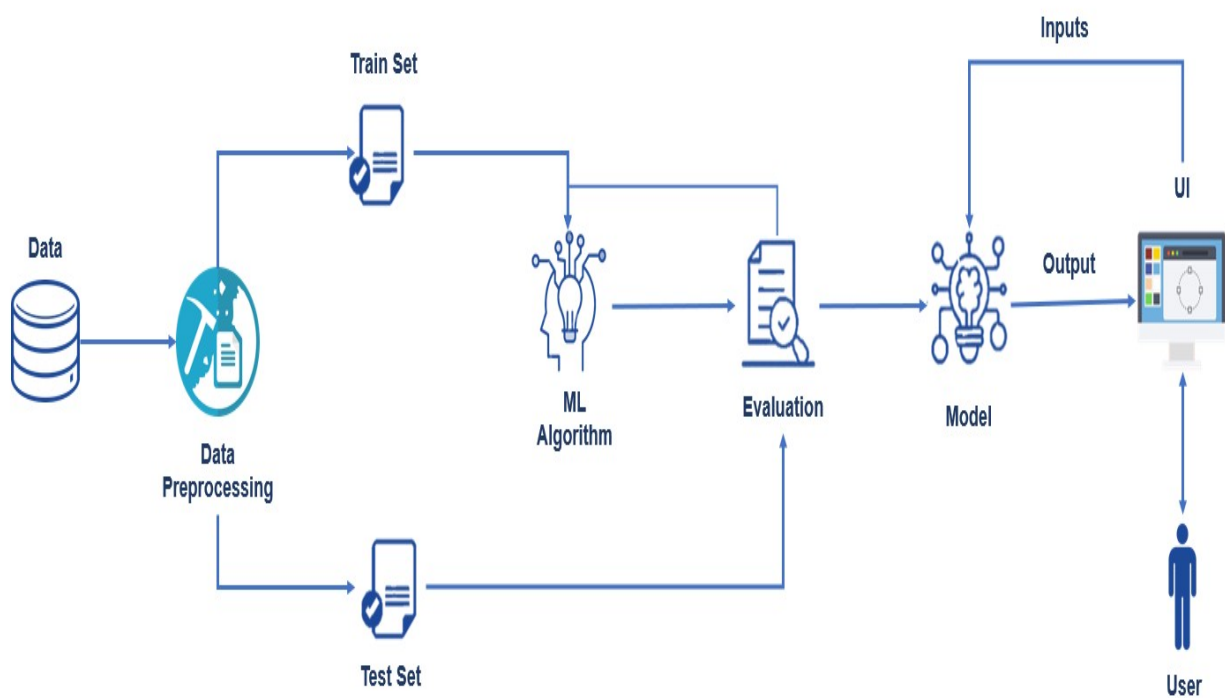 Inputs
Train Set
UI
Data
Output
ML
Algorithm
Evaluation
Model
Data
Preprocessing
Test Set
User